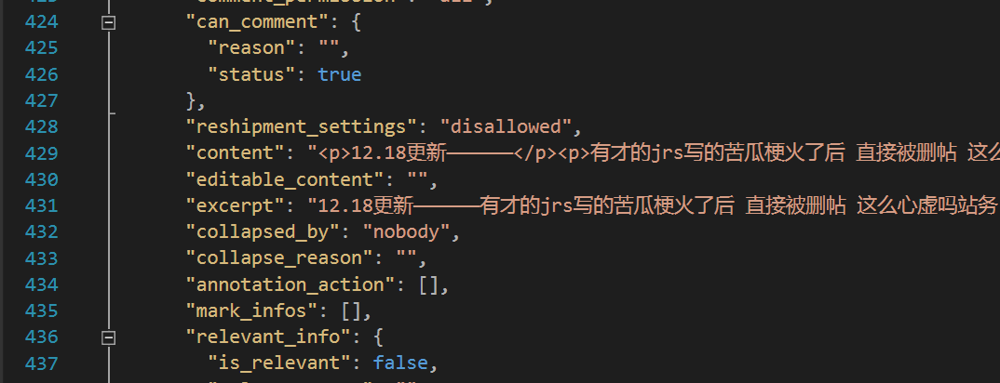 424 "can_comment": {
425 "reason": "",
426 "status": true
427 },
428 "reshipment_settings": "disallowed",
429 "content": "<p>12.18更新——————</p><p>有才的jrs写的苦瓜梗火了后 直接被删帖 这么
430 "editable_content": "",
431 "excerpt": "12.18更新——————有才的jrs写的苦瓜梗火了后 直接被删帖 这么心虚吗站务
432 "collapsed_by": "nobody",
433 "collapse_reason": "",
434 "annotation_action": [],
435 "mark_infos": [],
436 "relevant_info": {
437 "is_relevant": false,